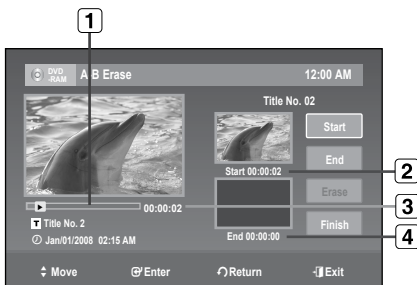 1
DVD
-RAM A B Erase 12:00 AM
Title No. 02
Start
End
Start 00:00:02
2
Erase
00:00:02
3
T Title No. 2
Finish
Jan/01/2008 02:15 AM
End 00:00:00
4
Move Enter Return Exit